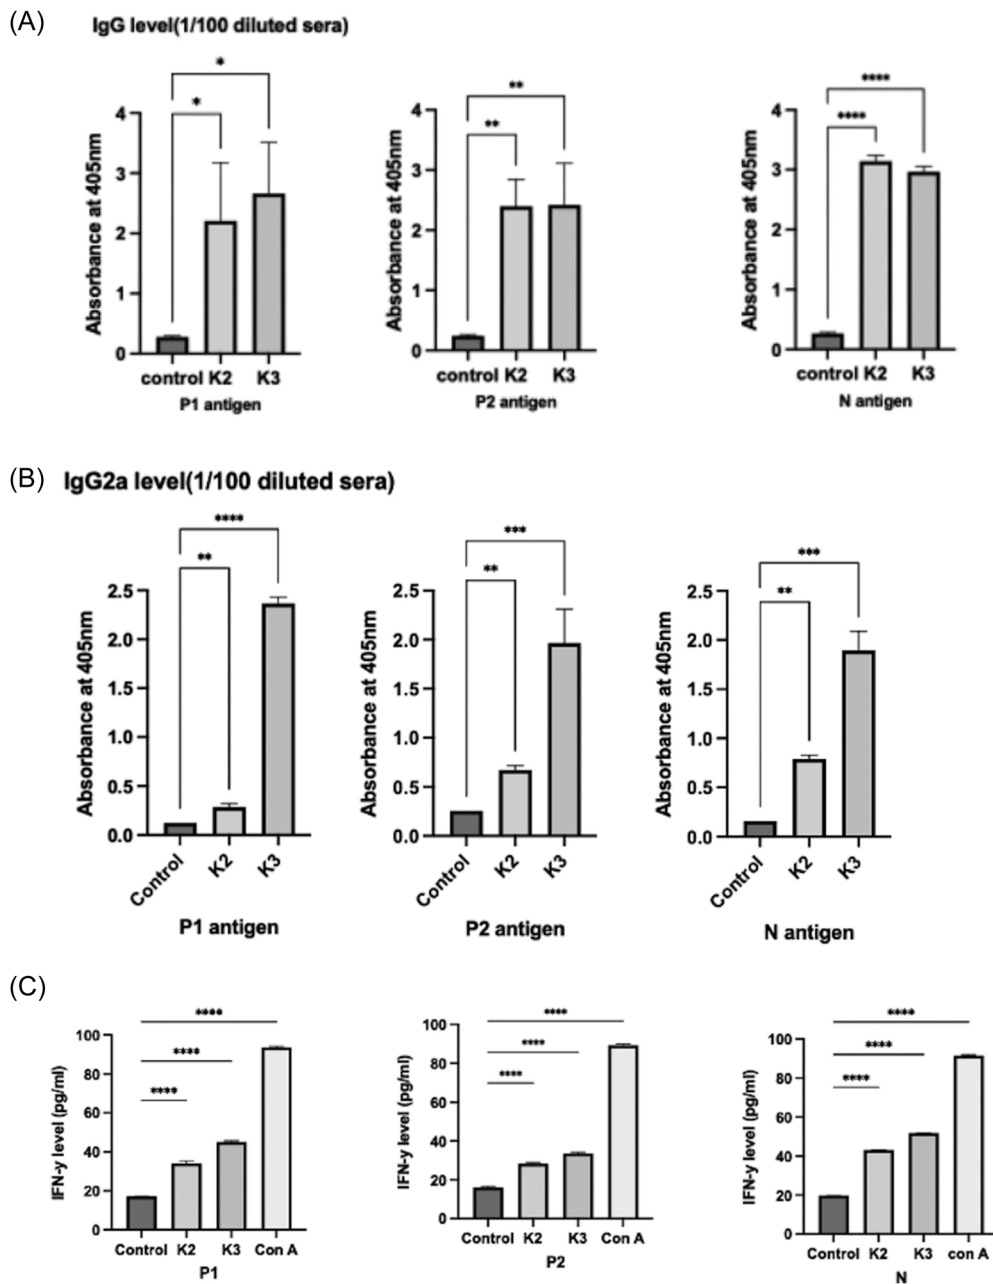 (A)
IgG level(1/100 diluted sera)
*
*
Absorbance at 405nm
4
3
2
1
0
control K2 K3
P1 antigen
**
**
Absorbance at 405nm
4
3
2
1
0
control K2 K3
P2 antigen
****
****
Absorbance at 405nm
4
3
2
1
0
control K2 K3
N antigen
(B) IgG2a level(1/100 diluted sera)
****
**
Absorbance at 405nm
2.5
2.0
1.5
1.0
0.5
0.0
Control K2 K3
P1 antigen
***
**
Absorbance at 405nm
2.5
2.0
1.5
1.0
0.5
0.0
Control K2 K3
P2 antigen
***
**
Absorbance at 405nm
2.5
2.0
1.5
1.0
0.5
0.0
Control K2 K3
N antigen
(C)
****
****
****
IFN-y level (pg/ml)
100
80
60
40
20
0
Control K2 K3 Con A
P1
****
****
****
IFN-y level (pg/ml)
100
80
60
40
20
0
Control K2 K3 Con A
P2
****
****
****
IFN-y level (pg/ml)
100
80
60
40
20
0
Control K2 K3 con A
N